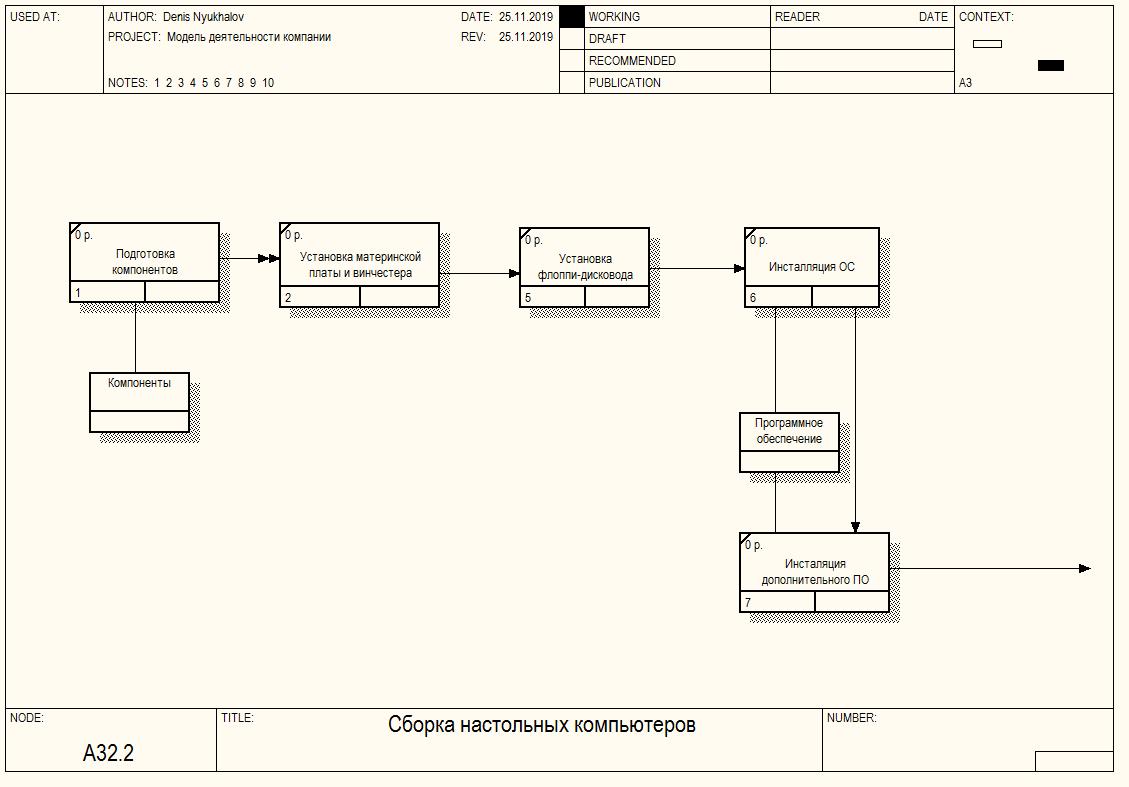 USED AT:
AUTHOR: Denis Nyukhalov
DATE: 25.11.2019
PROJECT: Модель деятельности компании
REV: 25.11.2019
NOTES: 1 2 3 4 5 6 7 8 9 10
WORKING
DRAFT
RECOMMENDED
PUBLICATION
READER
DATE
CONTEXT:
A3
0 р.
Подготовка
компонентов
1
0 р.
Установка материнской
платы и винчестера
2
0 р.
Установка
флоппи-дисковода
5
0 р.
Инсталляция ОС
6
Компоненты
Программное
обеспечение
0 р.
Инсталяция
дополнительного ПО
7
NODE:
A32.2
TITLE:
Сборка настольных компьютеров
NUMBER: